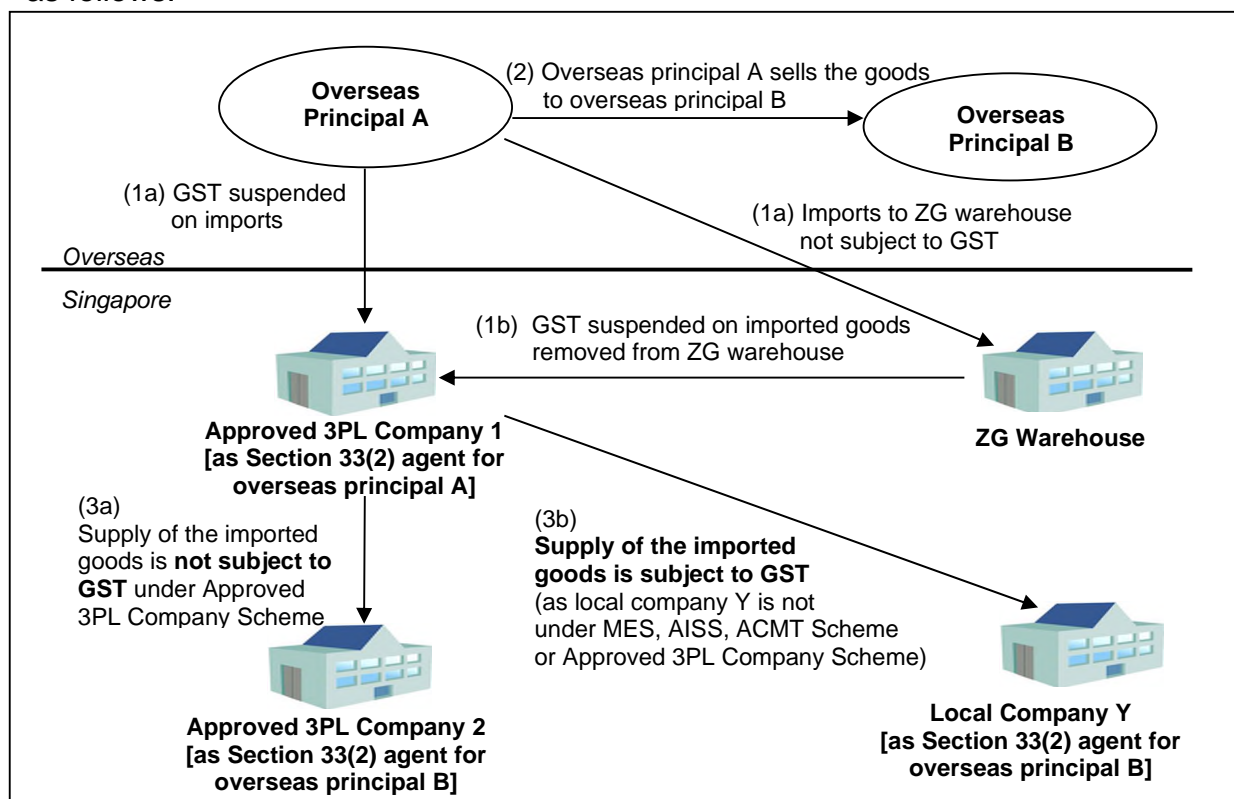 as follows:
(2) Overseas principal A sells the goods
to overseas principal B
Overseas
Principal A
Overseas
Principal B
(1a) GST suspended
on imports
(1a) Imports to ZG warehouse
not subject to GST
Overseas
Singapore
(1b) GST suspended on imported goods
removed from ZG warehouse
Approved 3PL Company 1
[as Section 33(2) agent for
overseas principal A]
ZG Warehouse
(3a)
Supply of the imported
goods is not subject to
GST under Approved
3PL Company Scheme
(3b)
Supply of the imported
goods is subject to GST
(as local company Y is not
under MES, AISS, ACMT Scheme
or Approved 3PL Company Scheme)
Approved 3PL Company 2
[as Section 33(2) agent for
overseas principal B]
Local Company Y
[as Section 33(2) agent for
overseas principal B]